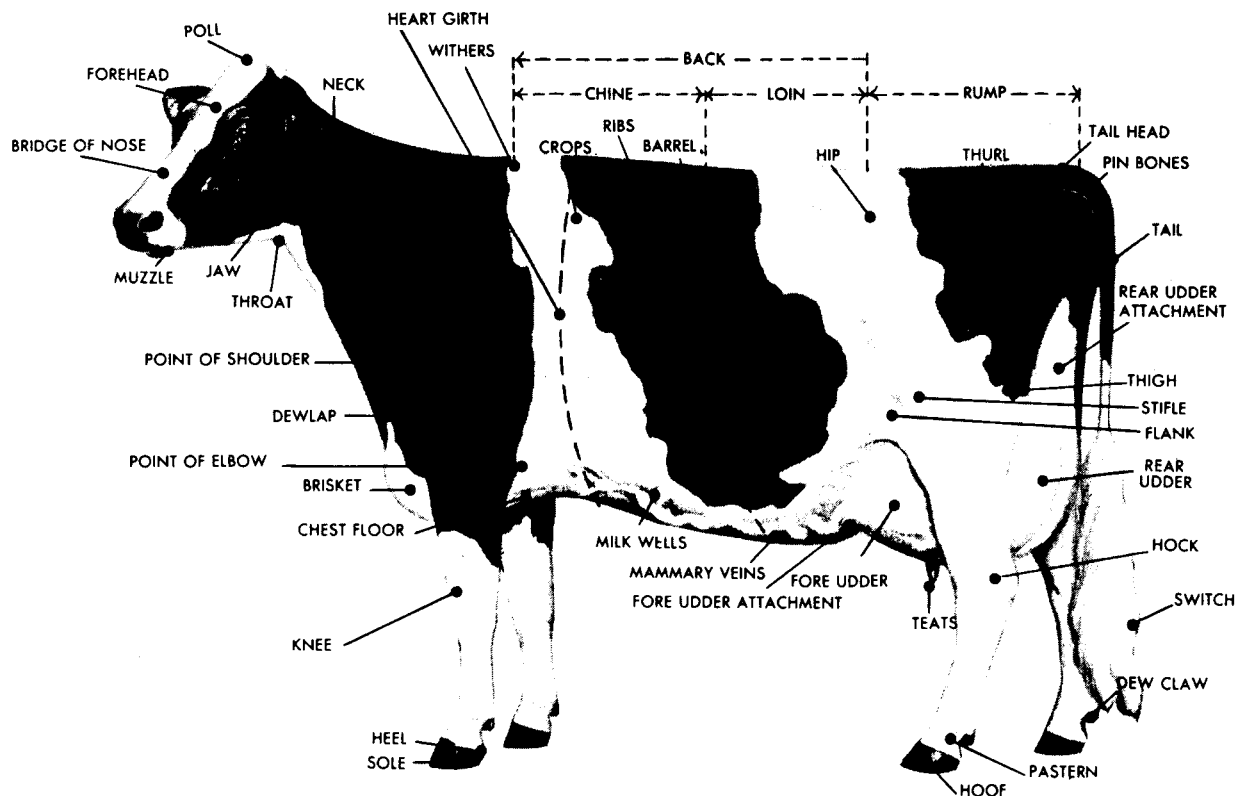 HEART GIRTH
POLL
WITHERS
BACK
FOREHEAD
NECK
CHINE
LOIN
RUMP
RIBS
TAIL HEAD
BRIDGE OF NOSE
CROPS
BARREL
HIP
THURL
PIN BONES
TAIL
MUZZLE
JAW
THROAT
REAR UDDER
ATTACHMENT
POINT OF SHOULDER
THIGH
STIFLE
DEWLAP
FLANK
POINT OF ELBOW
REAR
UDDER
BRISKET
CHEST FLOOR
MILK WELLS
HOCK
MAMMARY VEINS
FORE UDDER
FORE UDDER ATTACHMENT
TEATS
SWITCH
KNEE
DEW CLAW
HEEL
SOLE
PASTERN
HOOF